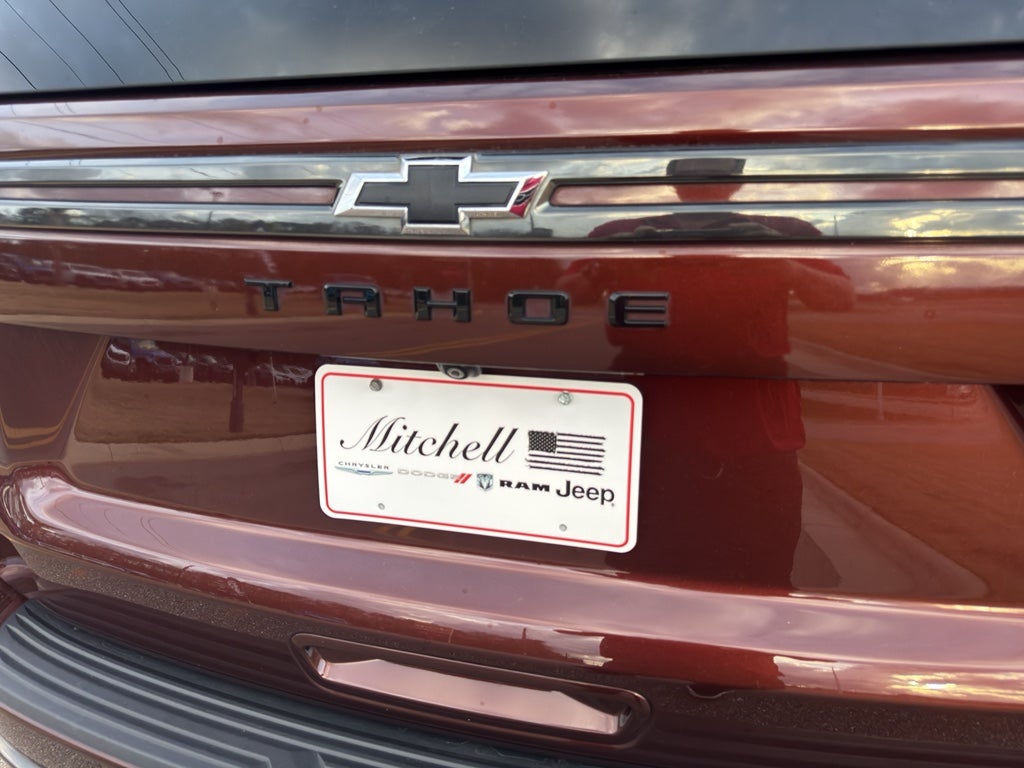 TAHOE
Mitchell
CHRYSLER DODGE RAM Jeep